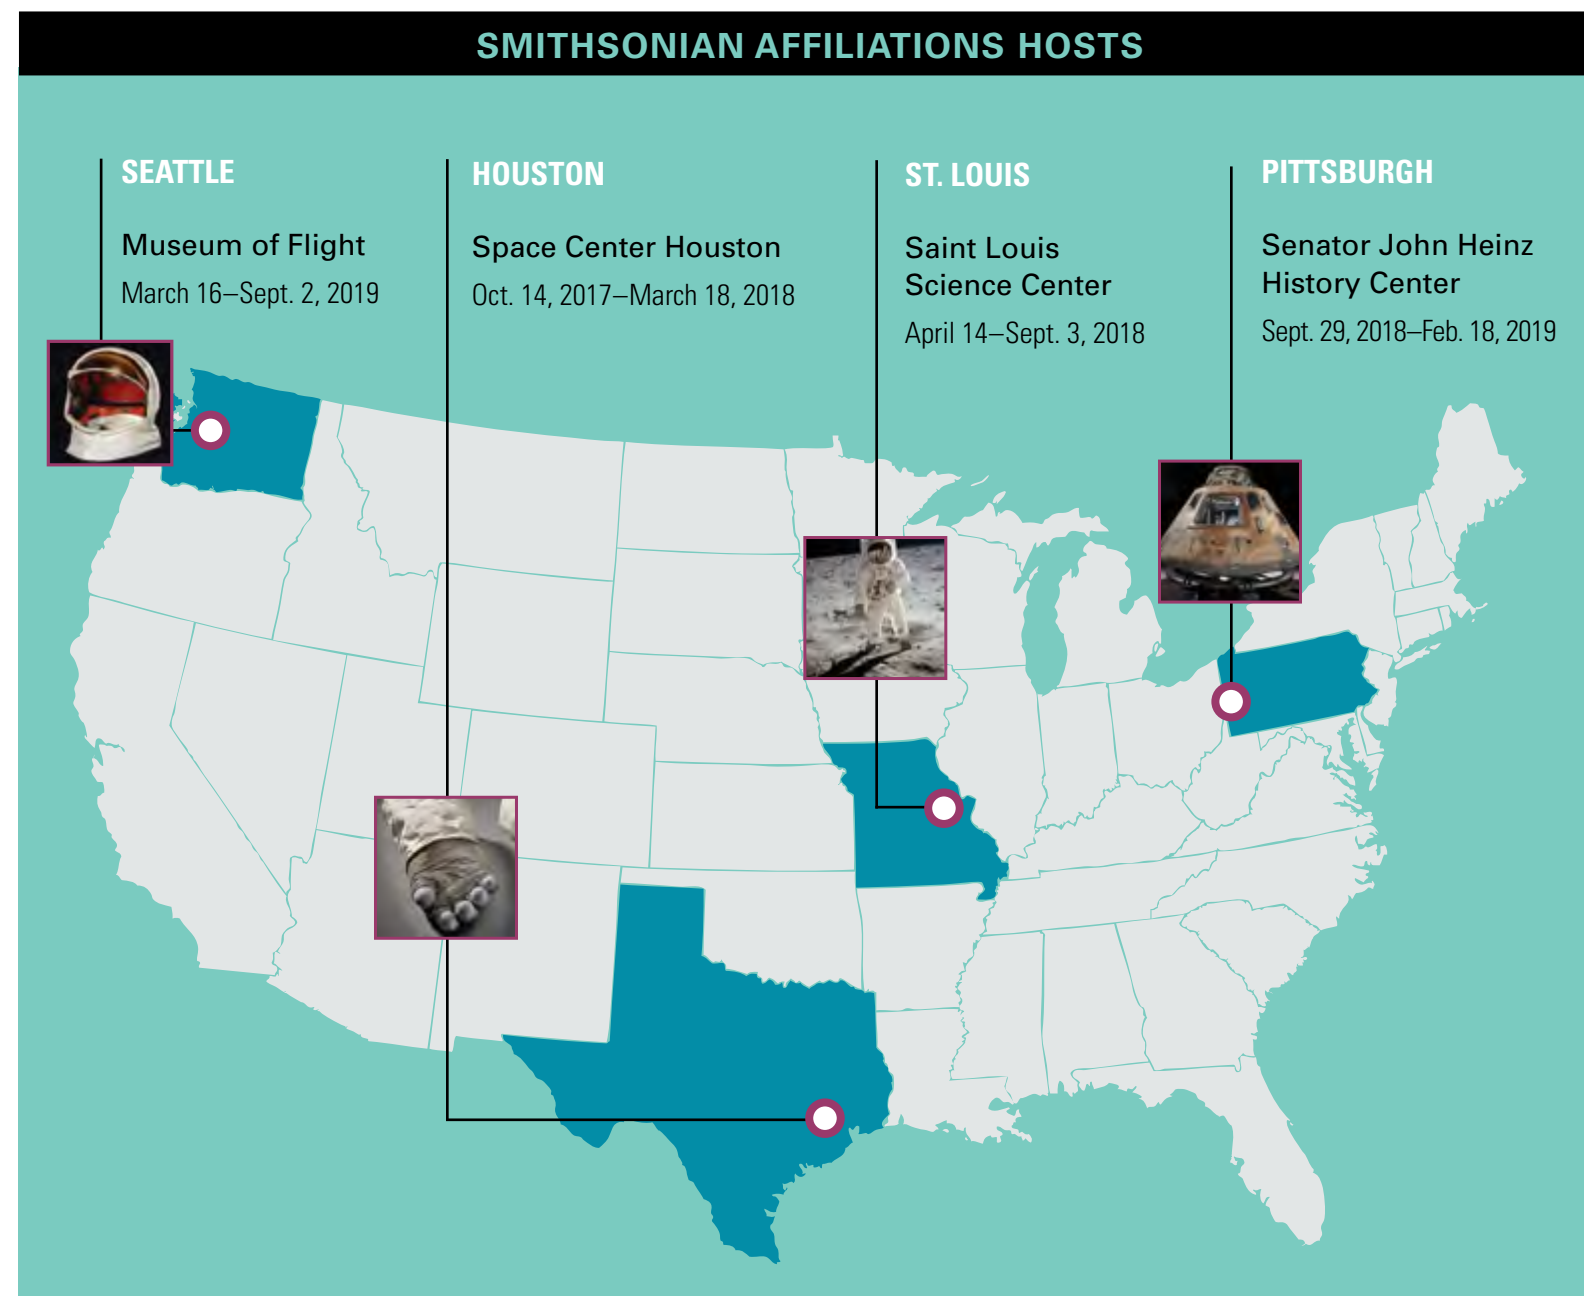 SMITHSONIAN AFFILIATIONS HOSTS
SEATTLE
Museum of Flight
March 16–Sept. 2, 2019
HOUSTON
Space Center Houston
Oct. 14, 2017–March 18, 2018
ST. LOUIS
Saint Louis
Science Center
April 14–Sept. 3, 2018
PITTSBURGH
Senator John Heinz
History Center
Sept. 29, 2018–Feb. 18, 2019